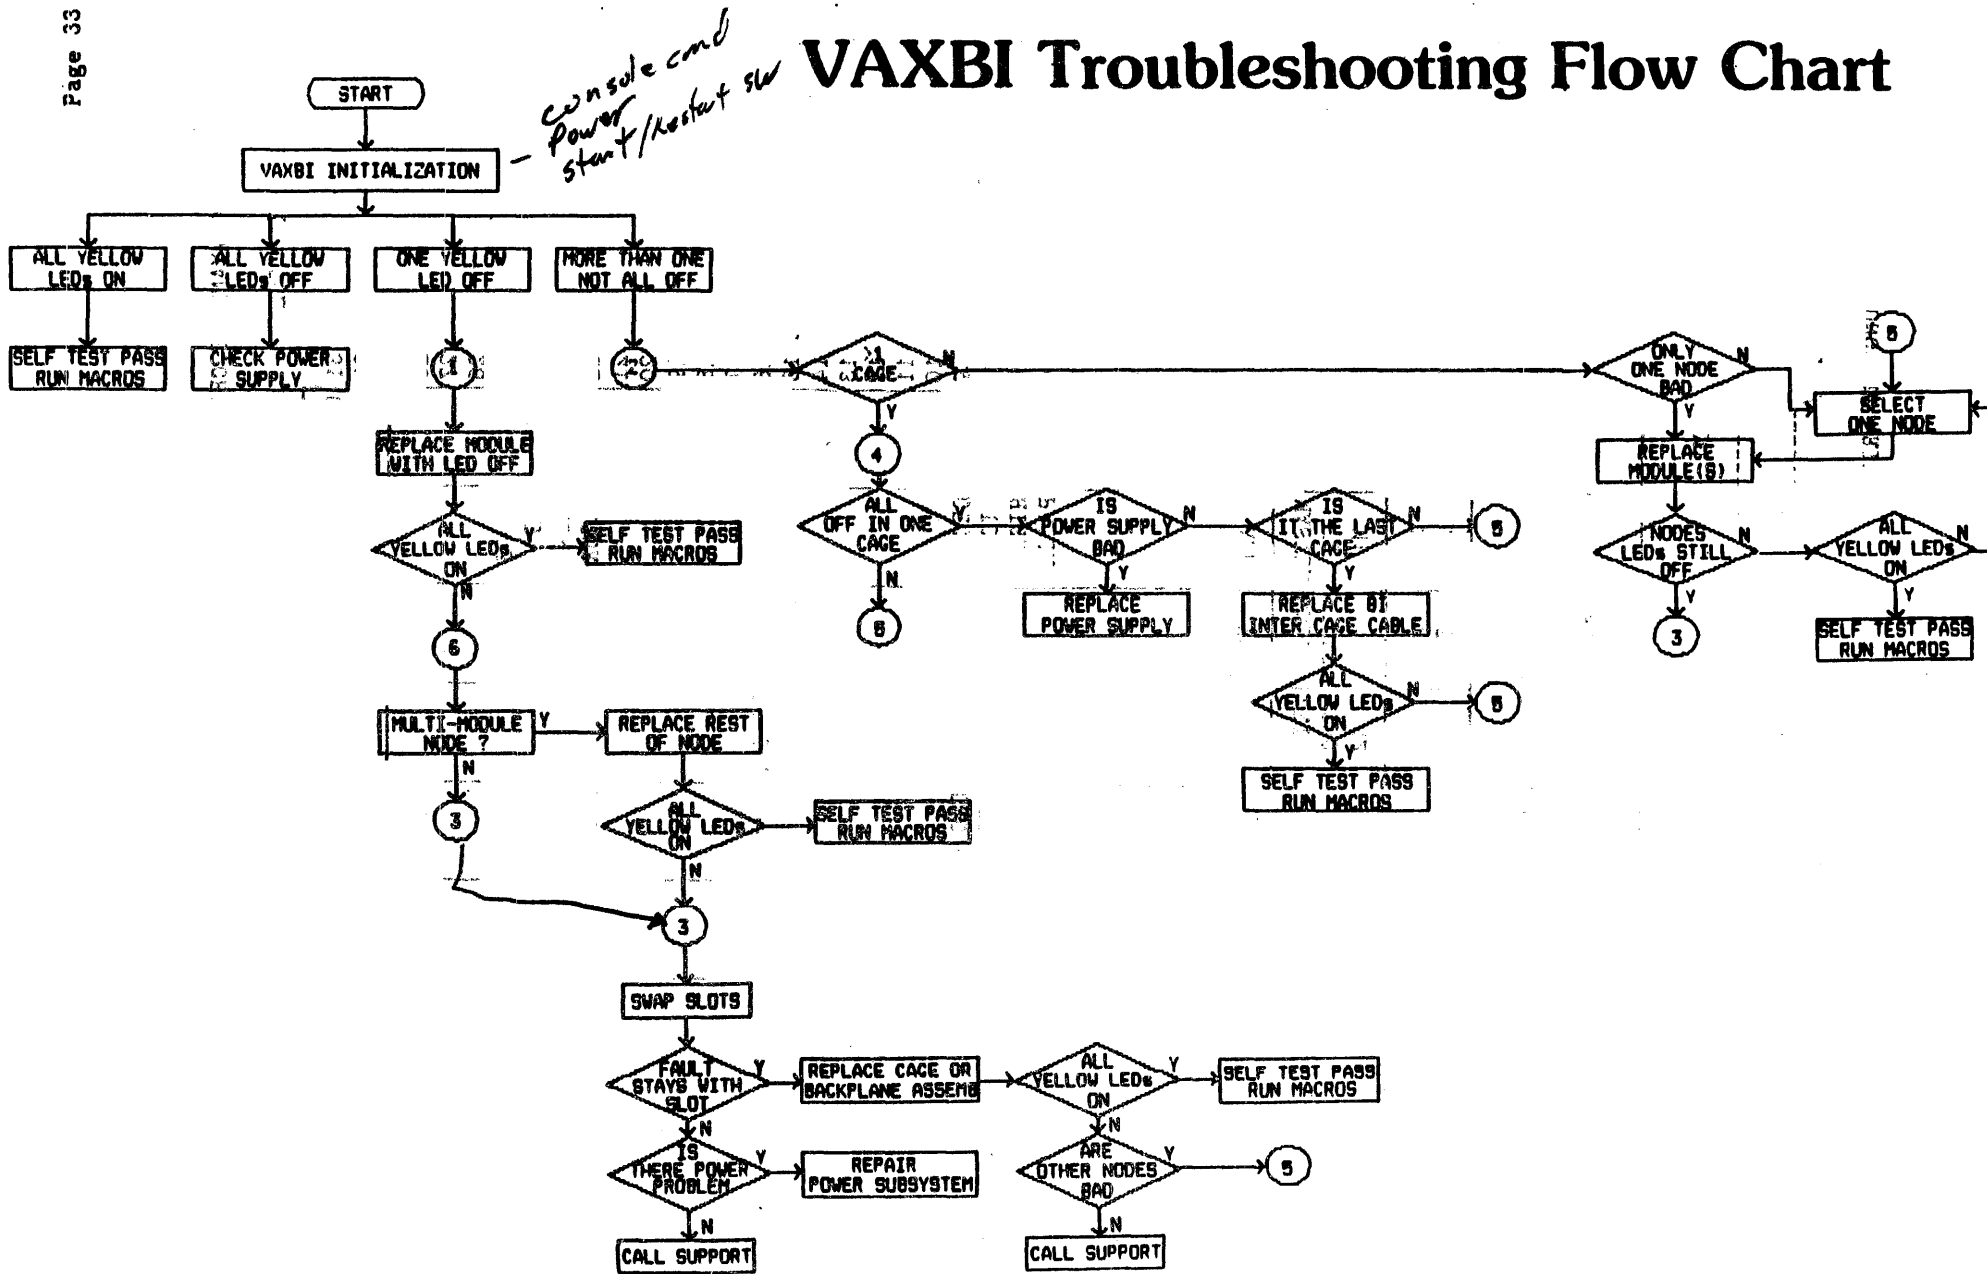 Page 33
VAXBI Troubleshooting Flow Chart
START
console cmd
Power
start/Restart sw
VAXBI INITIALIZATION
ALL YELLOW
LEDs ON
ALL YELLOW
LEDs OFF
ONE YELLOW
LED OFF
MORE THAN ONE
NOT ALL OFF
SELF TEST PASS
RUN MACROS
CHECK POWER
SUPPLY
1
2
>1
CAGE
N
Y
ONLY
ONE NODE
BAD
N
Y
5
SELECT
ONE NODE
REPLACE MODULE
WITH LED OFF
4
REPLACE
MODULE(S)
ALL
YELLOW LEDs
ON
Y
N
SELF TEST PASS
RUN MACROS
ALL
OFF IN ONE
CAGE
Y
N
IS
POWER SUPPLY
BAD
N
Y
IS
IT THE LAST
CAGE
N
Y
5
NODES
LEDs STILL
OFF
N
Y
ALL
YELLOW LEDs
ON
N
Y
5
REPLACE
POWER SUPPLY
REPLACE BI
INTER CAGE CABLE
3
SELF TEST PASS
RUN MACROS
6
ALL
YELLOW LEDs
ON
N
Y
5
SELF TEST PASS
RUN MACROS
MULTI-MODULE
NODE ?
Y
N
REPLACE REST
OF NODE
3
ALL
YELLOW LEDs
ON
N
SELF TEST PASS
RUN MACROS
3
SWAP SLOTS
FAULT
STAYS WITH
SLOT
Y
N
REPLACE CAGE OR
BACKPLANE ASSEMB
ALL
YELLOW LEDs
ON
Y
N
SELF TEST PASS
RUN MACROS
IS
THERE POWER
PROBLEM
Y
N
REPAIR
POWER SUBSYSTEM
ARE
OTHER NODES
BAD
Y
N
5
CALL SUPPORT
CALL SUPPORT